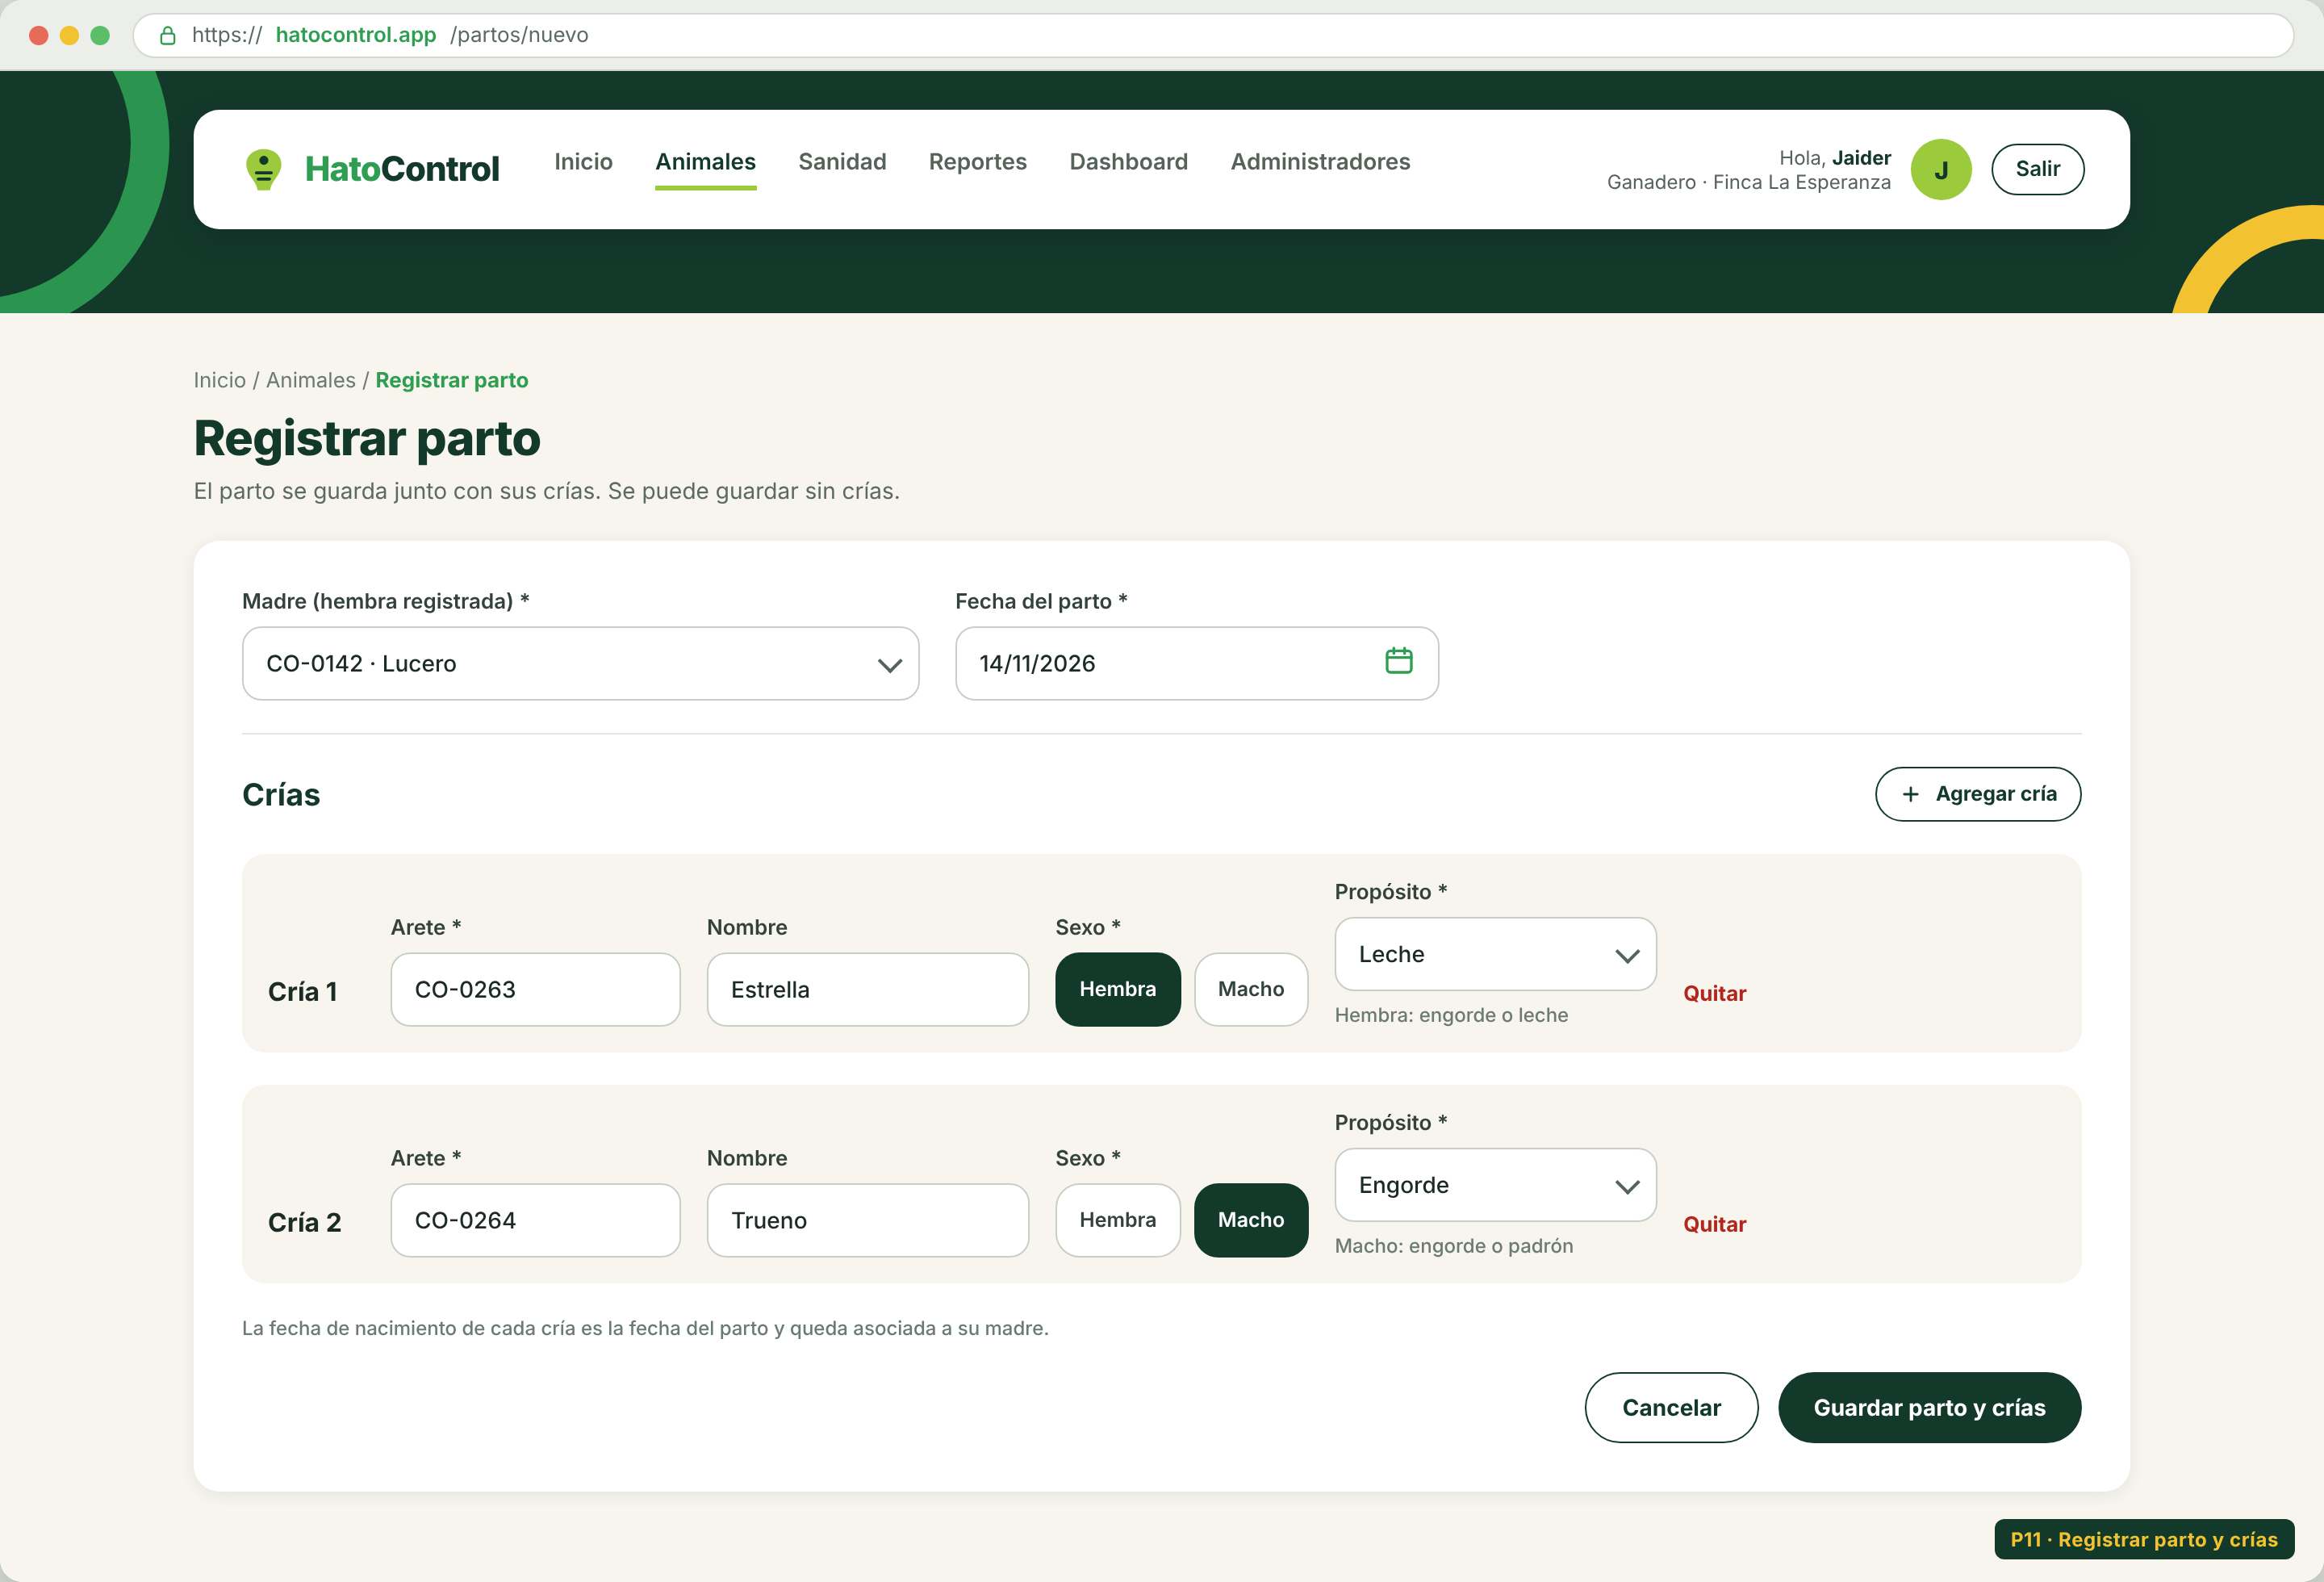 https:// hatocontrol.app /partos/nuevo
HatoControl
Inicio Animales Sanidad Reportes Dashboard Administradores
Hola, Jaider
Ganadero · Finca La Esperanza
J
Salir
Inicio / Animales / Registrar parto
Registrar parto
El parto se guarda junto con sus crías. Se puede guardar sin crías.
Madre (hembra registrada) * Fecha del parto *
CO-0142 · Lucero 14/11/2026
Crías + Agregar cría
Arete * Nombre Sexo * Propósito *
Cría 1 CO-0263 Estrella Hembra Macho Leche Quitar
Hembra: engorde o leche
Arete * Nombre Sexo * Propósito *
Cría 2 CO-0264 Trueno Hembra Macho Engorde Quitar
Macho: engorde o padrón
La fecha de nacimiento de cada cría es la fecha del parto y queda asociada a su madre.
Cancelar Guardar parto y crías
P11 · Registrar parto y crías